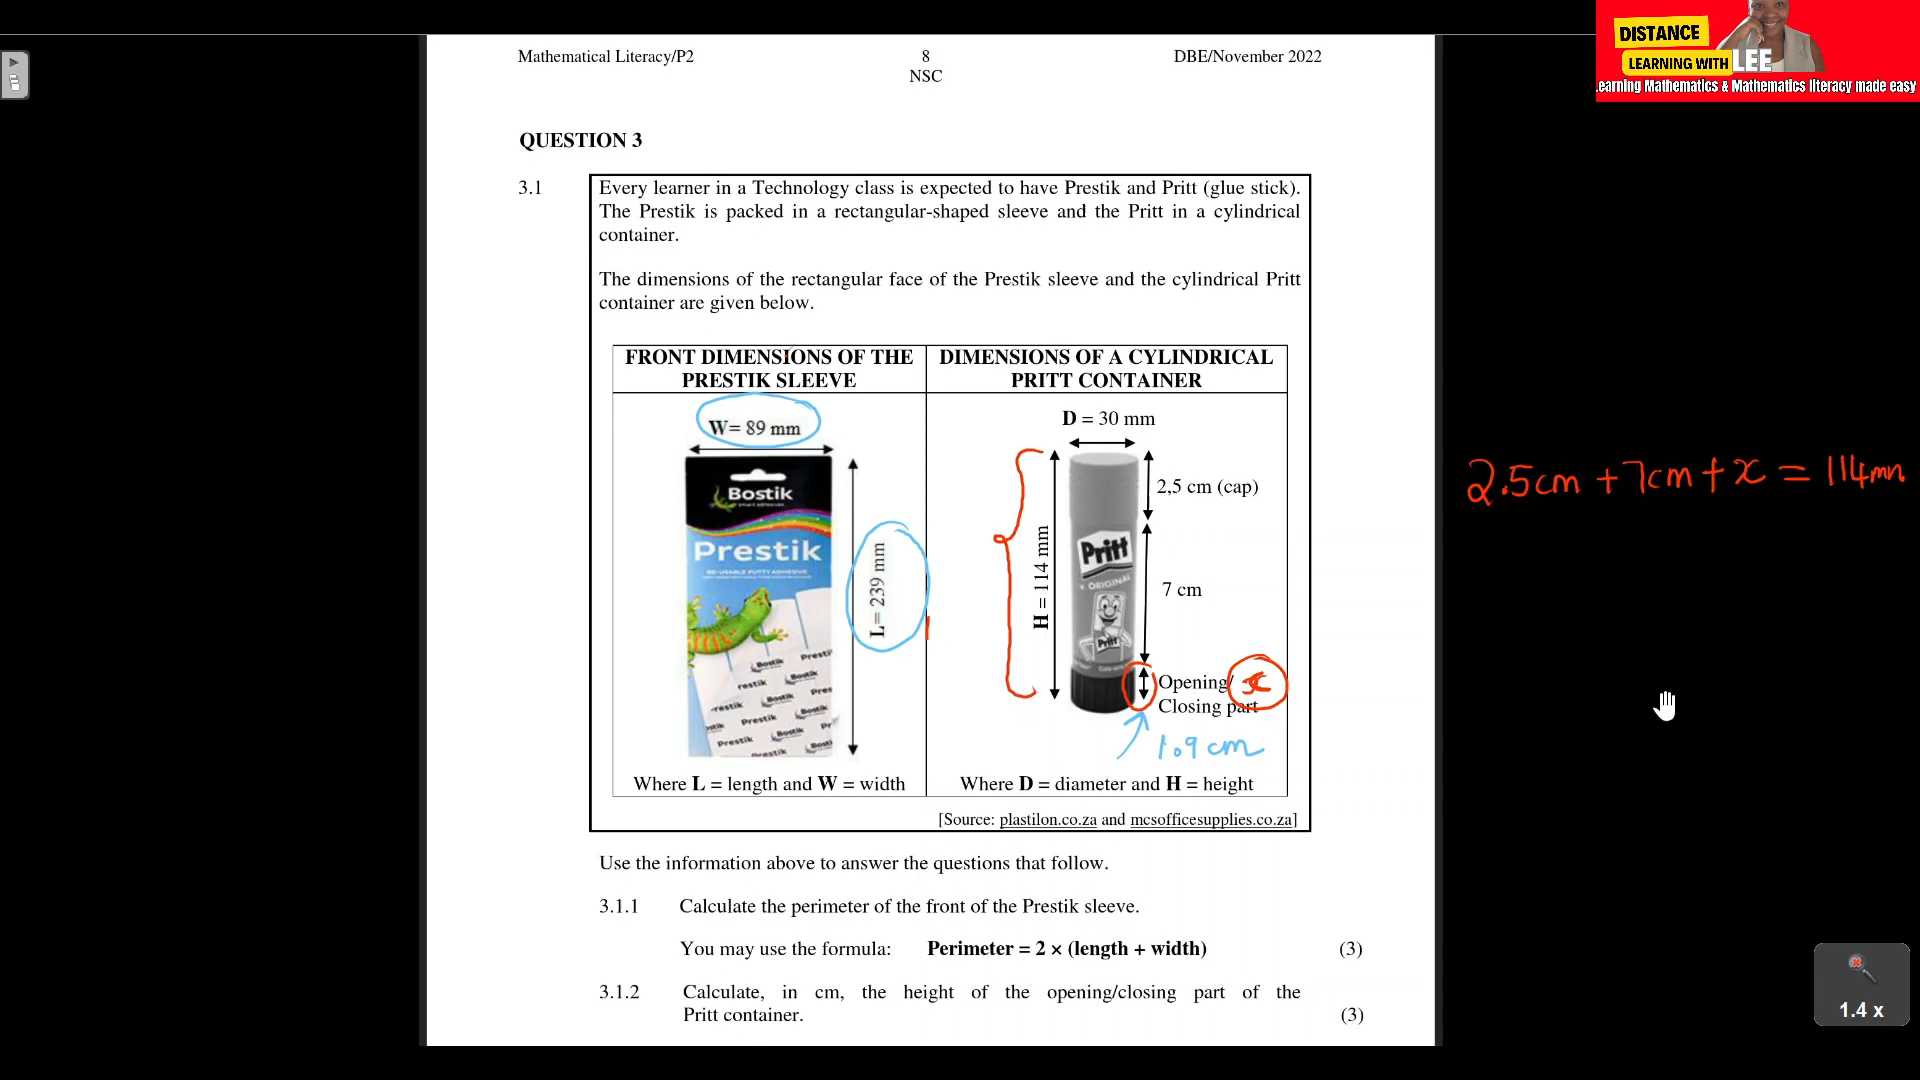 DISTANCE
LEARNING WITH LEE
Learning Mathematics & Mathematics literacy made easy
Mathematical Literacy/P2 8 DBE/November 2022
NSC
QUESTION 3
3.1 Every learner in a Technology class is expected to have Prestik and Pritt (glue stick).
The Prestik is packed in a rectangular-shaped sleeve and the Pritt in a cylindrical
container.
The dimensions of the rectangular face of the Prestik sleeve and the cylindrical Pritt
container are given below.
FRONT DIMENSIONS OF THE
PRESTIK SLEEVE
DIMENSIONS OF A CYLINDRICAL
PRITT CONTAINER
W= 89 mm
Bostik
Prestik
L= 239 mm
Where L = length and W = width
D = 30 mm
2,5 cm (cap)
H = 114 mm
Pritt
ORIGINAL
Pritt
7 cm
Opening/ x
Closing part
1.9 cm
Where D = diameter and H = height
2.5cm + 7cm + x = 114mm
[Source: plastilon.co.za and mcsofficesupplies.co.za]
Use the information above to answer the questions that follow.
3.1.1 Calculate the perimeter of the front of the Prestik sleeve.
You may use the formula: Perimeter = 2 × (length + width) (3)
3.1.2 Calculate, in cm, the height of the opening/closing part of the
Pritt container. (3)
1.4 x